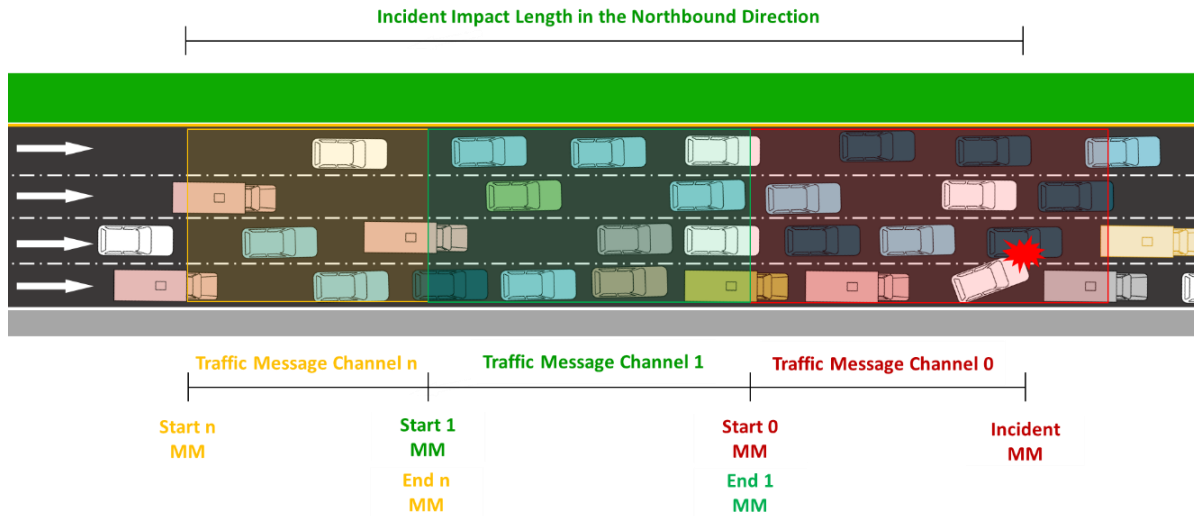 Incident Impact Length in the Northbound Direction
Traffic Message Channel n
Traffic Message Channel 1
Traffic Message Channel 0
Start n
MM
Start 1
MM
Start 0
MM
Incident
MM
End n
MM
End 1
MM